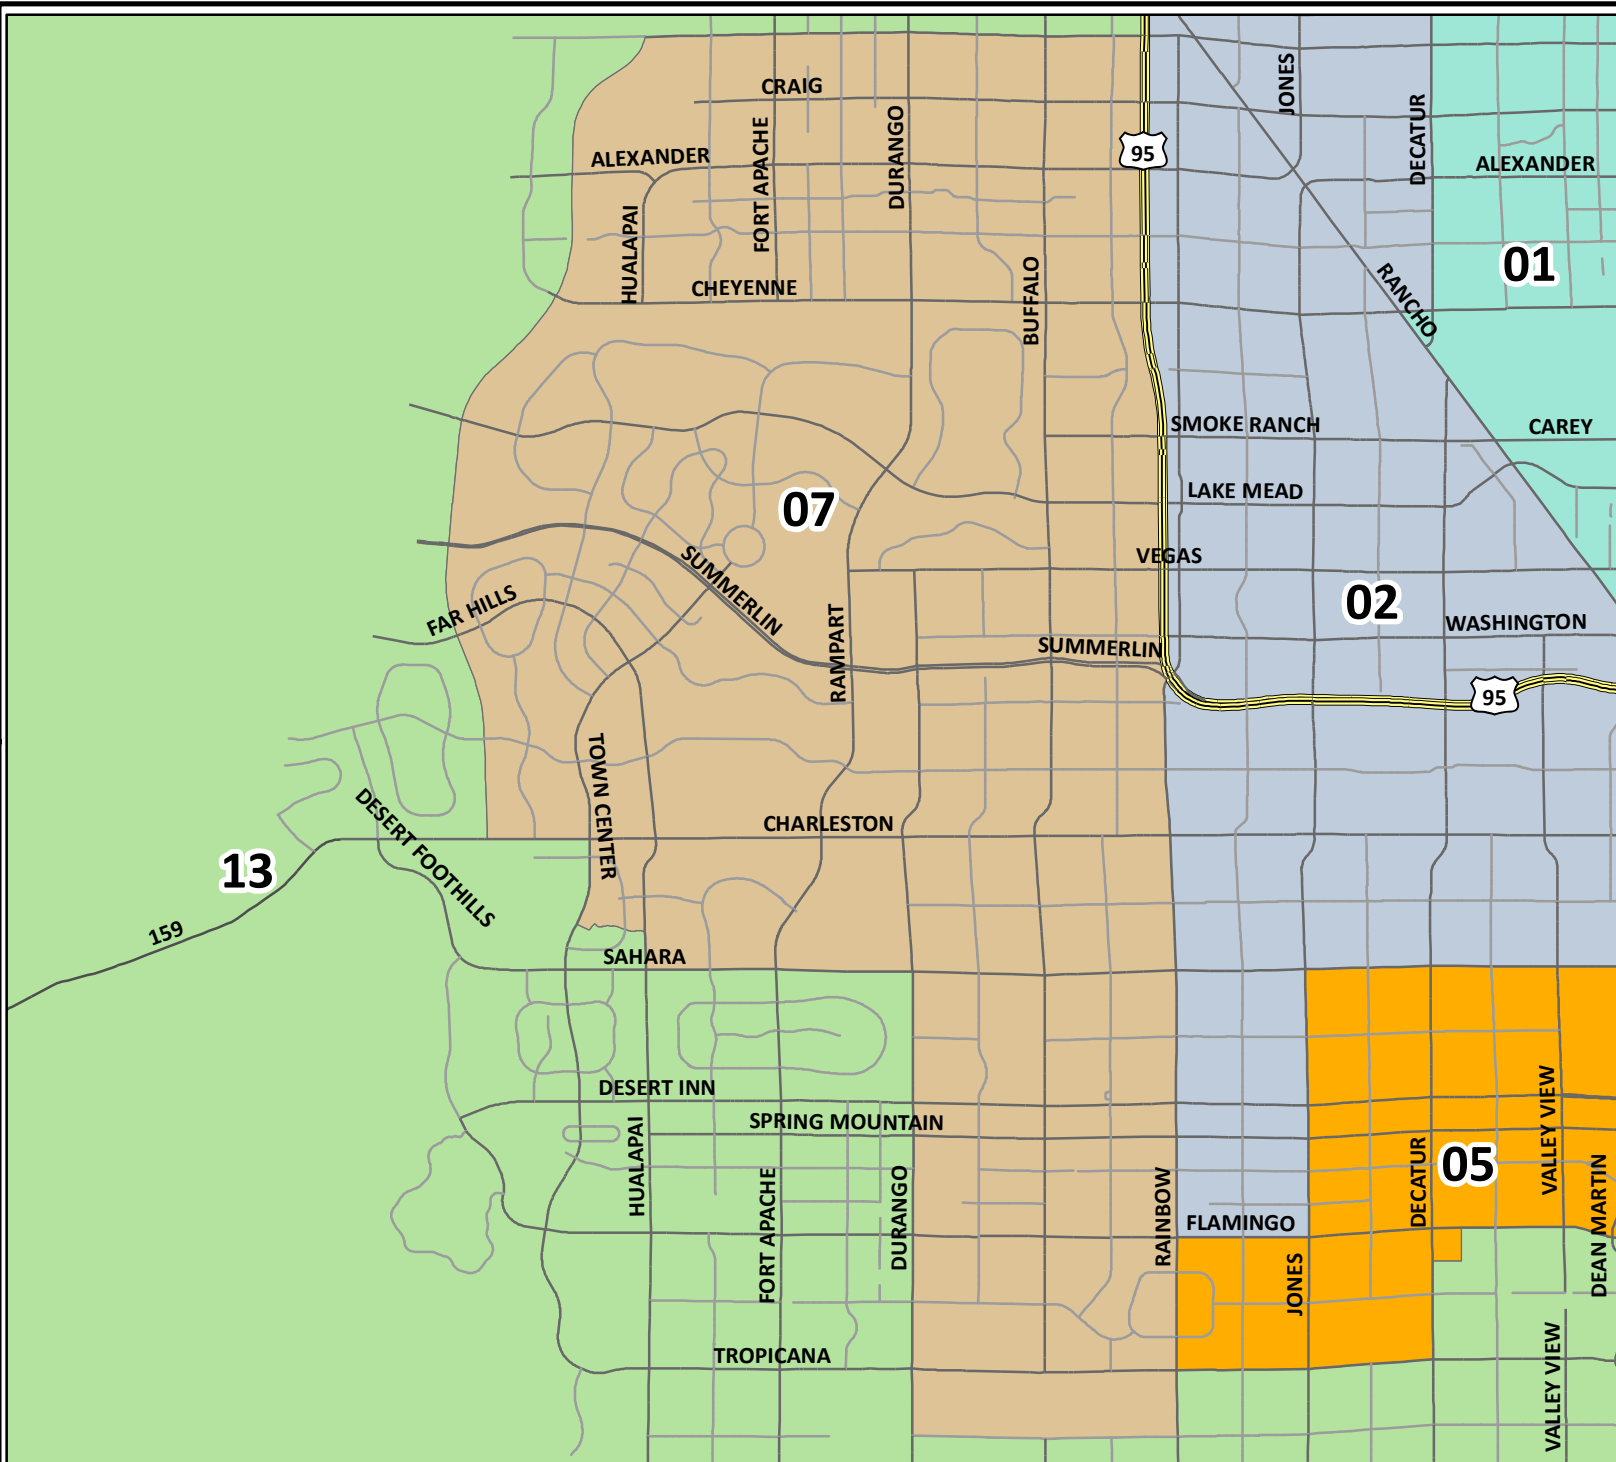 CRAIG
JONES
DECATUR
DURANGO
FORT APACHE
95
ALEXANDER
ALEXANDER
HUALAPAI
01
BUFFALO
RANCHO
CHEYENNE
SMOKE RANCH
CAREY
LAKE MEAD
07
VEGAS
SUMMERLIN
FAR HILLS
02
WASHINGTON
RAMPART
SUMMERLIN
95
TOWN CENTER
DESERT FOOTHILLS
CHARLESTON
13
159
SAHARA
DESERT INN
SPRING MOUNTAIN
HUALAPAI
FORT APACHE
DURANGO
RAINBOW
FLAMINGO
JONES
DECATUR
05
VALLEY VIEW
DEAN MARTIN
TROPICANA
VALLEY VIEW